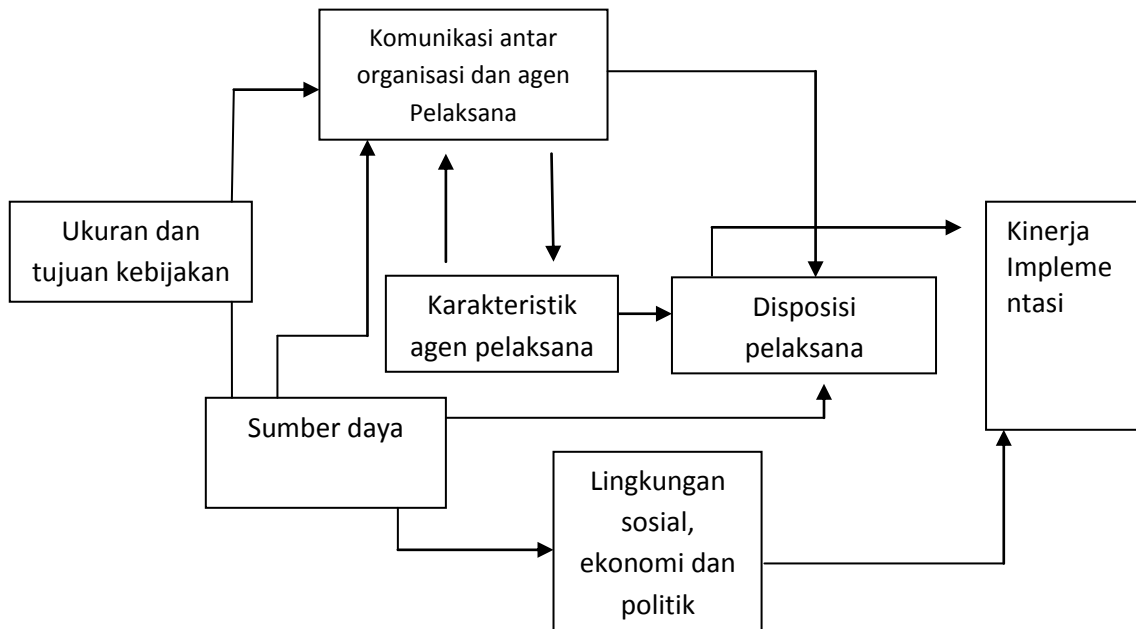 Komunikasi antar
organisasi dan agen
Pelaksana
Ukuran dan
tujuan kebijakan
Kinerja
Impleme
ntasi
Karakteristik
agen pelaksana
Disposisi
pelaksana
Sumber daya
Lingkungan
sosial,
ekonomi dan
politik